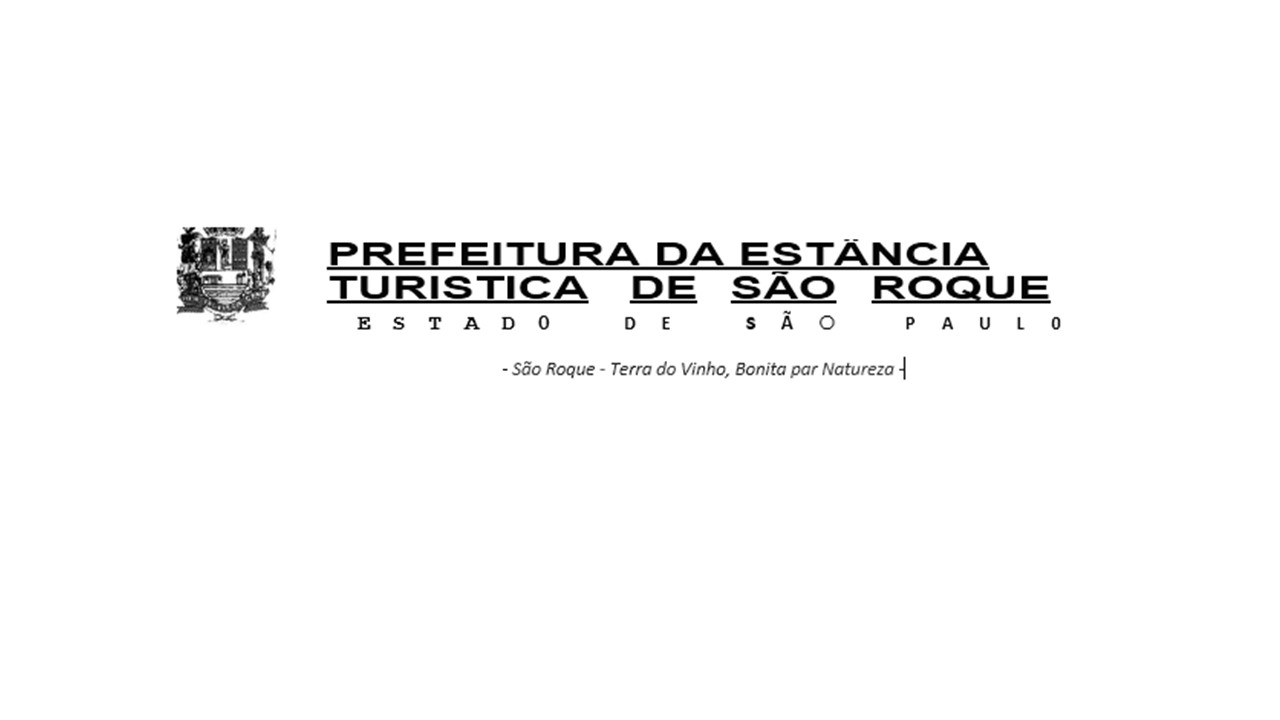 PREFEITURA DA ESTÂNCIA
TURISTICA DE SÃO ROQUE
ESTADO DE SÃO PAULO
- São Roque - Terra do Vinho, Bonita par Natureza -